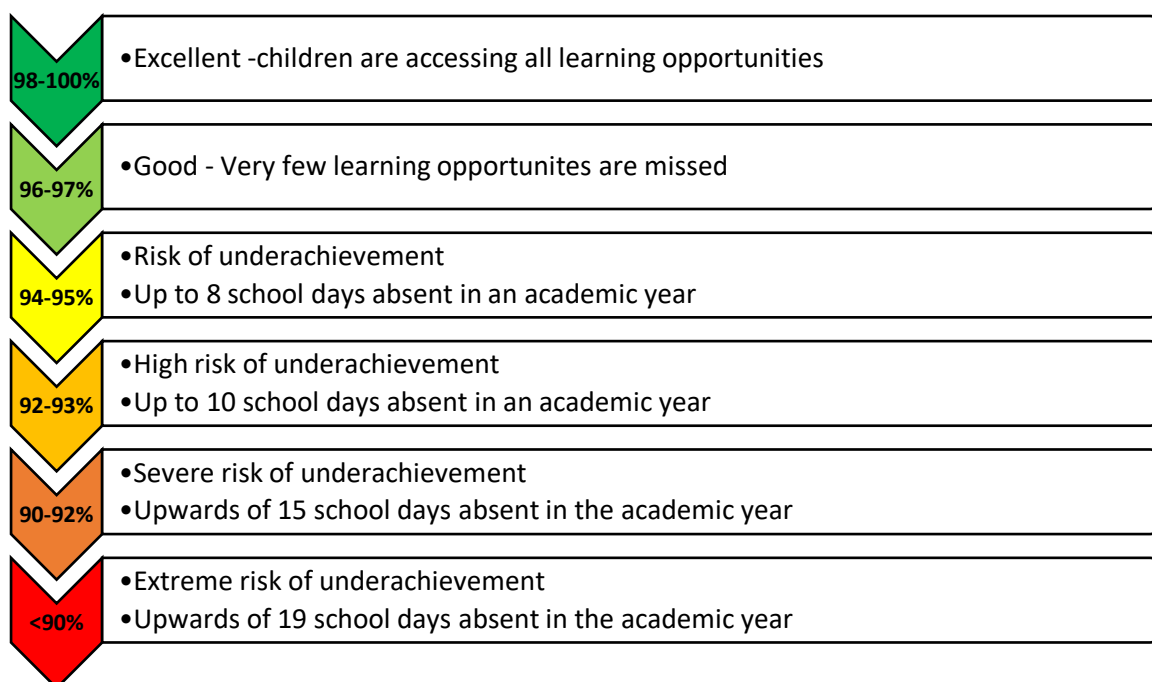 98-100%
•Excellent -children are accessing all learning opportunities
96-97%
•Good - Very few learning opportunites are missed
94-95%
•Risk of underachievement
•Up to 8 school days absent in an academic year
92-93%
•High risk of underachievement
•Up to 10 school days absent in an academic year
90-92%
•Severe risk of underachievement
•Upwards of 15 school days absent in the academic year
<90%
•Extreme risk of underachievement
•Upwards of 19 school days absent in the academic year